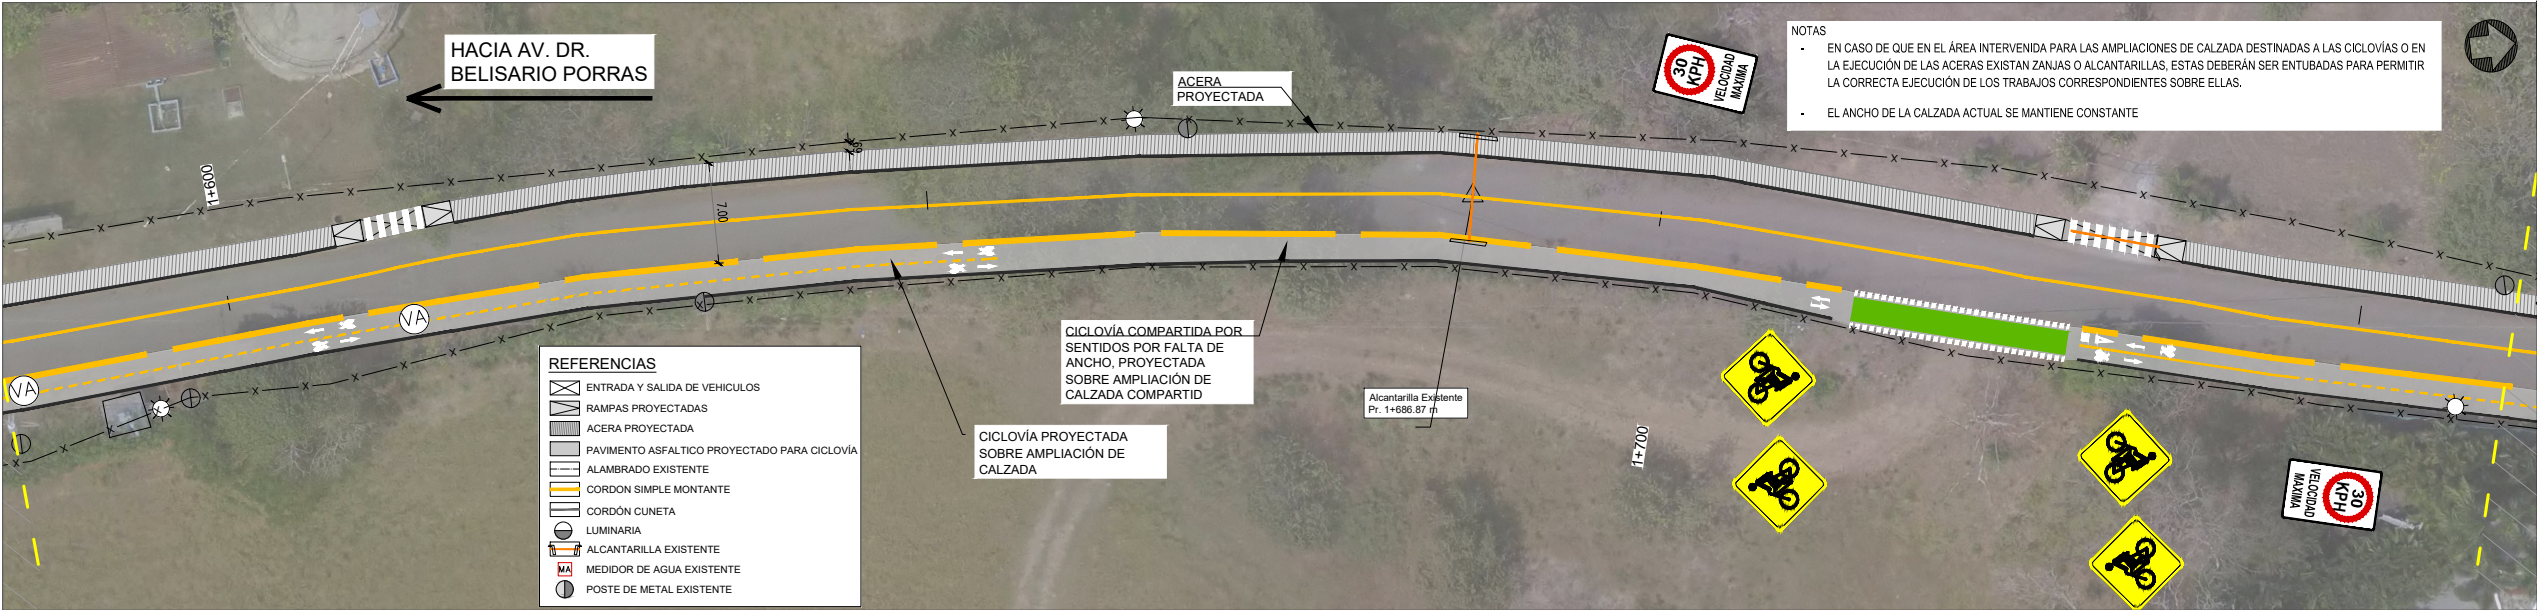 HACIA AV. DR.
BELISARIO PORRAS
ACERA
PROYECTADA
30
KPH
VELOCIDAD
MAXIMA
NOTAS
- EN CASO DE QUE EN EL ÁREA INTERVENIDA PARA LAS AMPLIACIONES DE CALZADA DESTINADAS A LAS CICLOVÍAS O EN
LA EJECUCIÓN DE LAS ACERAS EXISTAN ZANJAS O ALCANTARILLAS, ESTAS DEBERÁN SER ENTUBADAS PARA PERMITIR
LA CORRECTA EJECUCIÓN DE LOS TRABAJOS CORRESPONDIENTES SOBRE ELLAS.
- EL ANCHO DE LA CALZADA ACTUAL SE MANTIENE CONSTANTE
1+600
7.00
VA
VA
CICLOVÍA COMPARTIDA POR
SENTIDOS POR FALTA DE
ANCHO, PROYECTADA
SOBRE AMPLIACIÓN DE
CALZADA COMPARTID
REFERENCIAS
ENTRADA Y SALIDA DE VEHICULOS
RAMPAS PROYECTADAS
ACERA PROYECTADA
PAVIMENTO ASFALTICO PROYECTADO PARA CICLOVÍA
ALAMBRADO EXISTENTE
CORDON SIMPLE MONTANTE
CORDÓN CUNETA
LUMINARIA
ALCANTARILLA EXISTENTE
MA
MEDIDOR DE AGUA EXISTENTE
POSTE DE METAL EXISTENTE
CICLOVÍA PROYECTADA
SOBRE AMPLIACIÓN DE
CALZADA
Alcantarilla Existente
Pr. 1+686.87 m
1+700
30
KPH
VELOCIDAD
MAXIMA